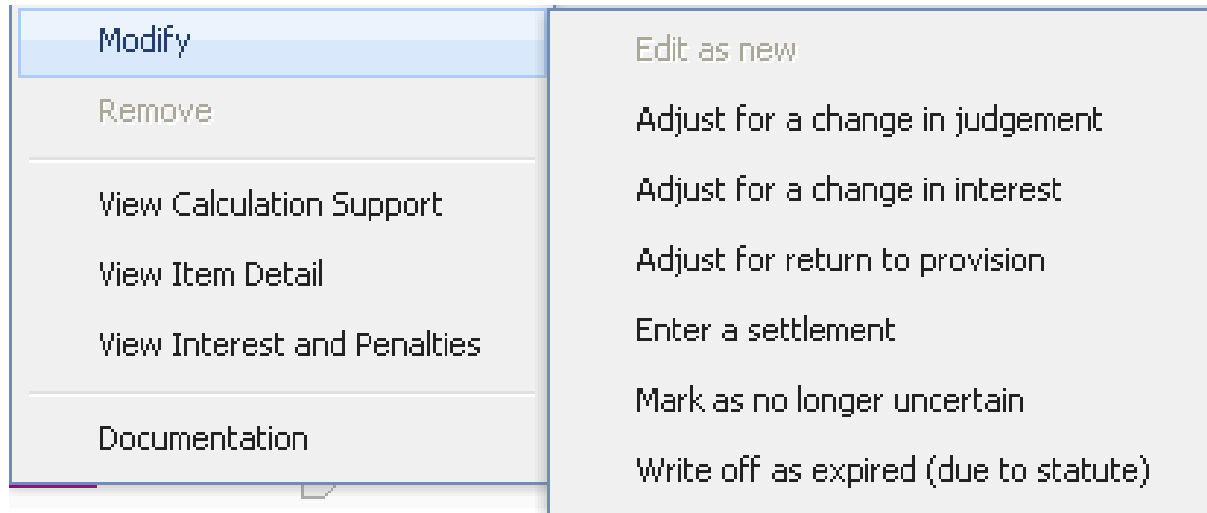 Modify
Remove
View Calculation Support
View Item Detail
View Interest and Penalties
Documentation
Edit as new
Adjust for a change in judgement
Adjust for a change in interest
Adjust for return to provision
Enter a settlement
Mark as no longer uncertain
Write off as expired (due to statute)